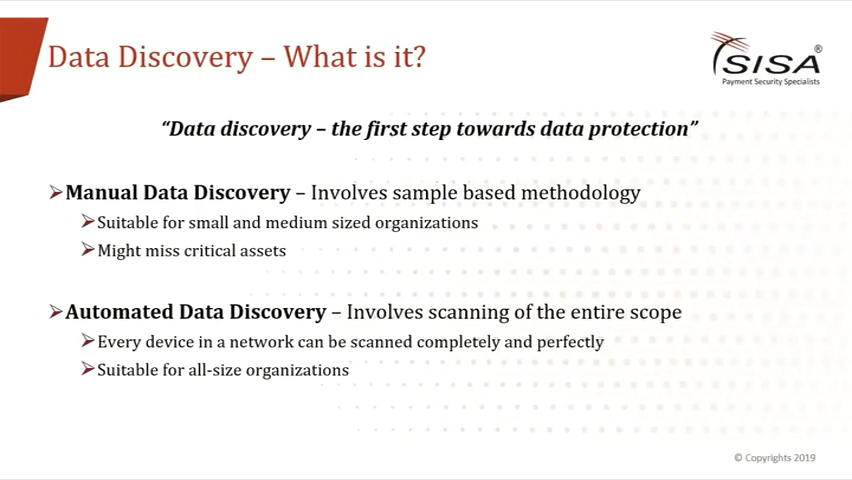 Data Discovery – What is it?
SISA®
Payment Security Specialists
“Data discovery – the first step towards data protection”
Manual Data Discovery – Involves sample based methodology
Suitable for small and medium sized organizations
Might miss critical assets
Automated Data Discovery – Involves scanning of the entire scope
Every device in a network can be scanned completely and perfectly
Suitable for all-size organizations
© Copyrights 2019